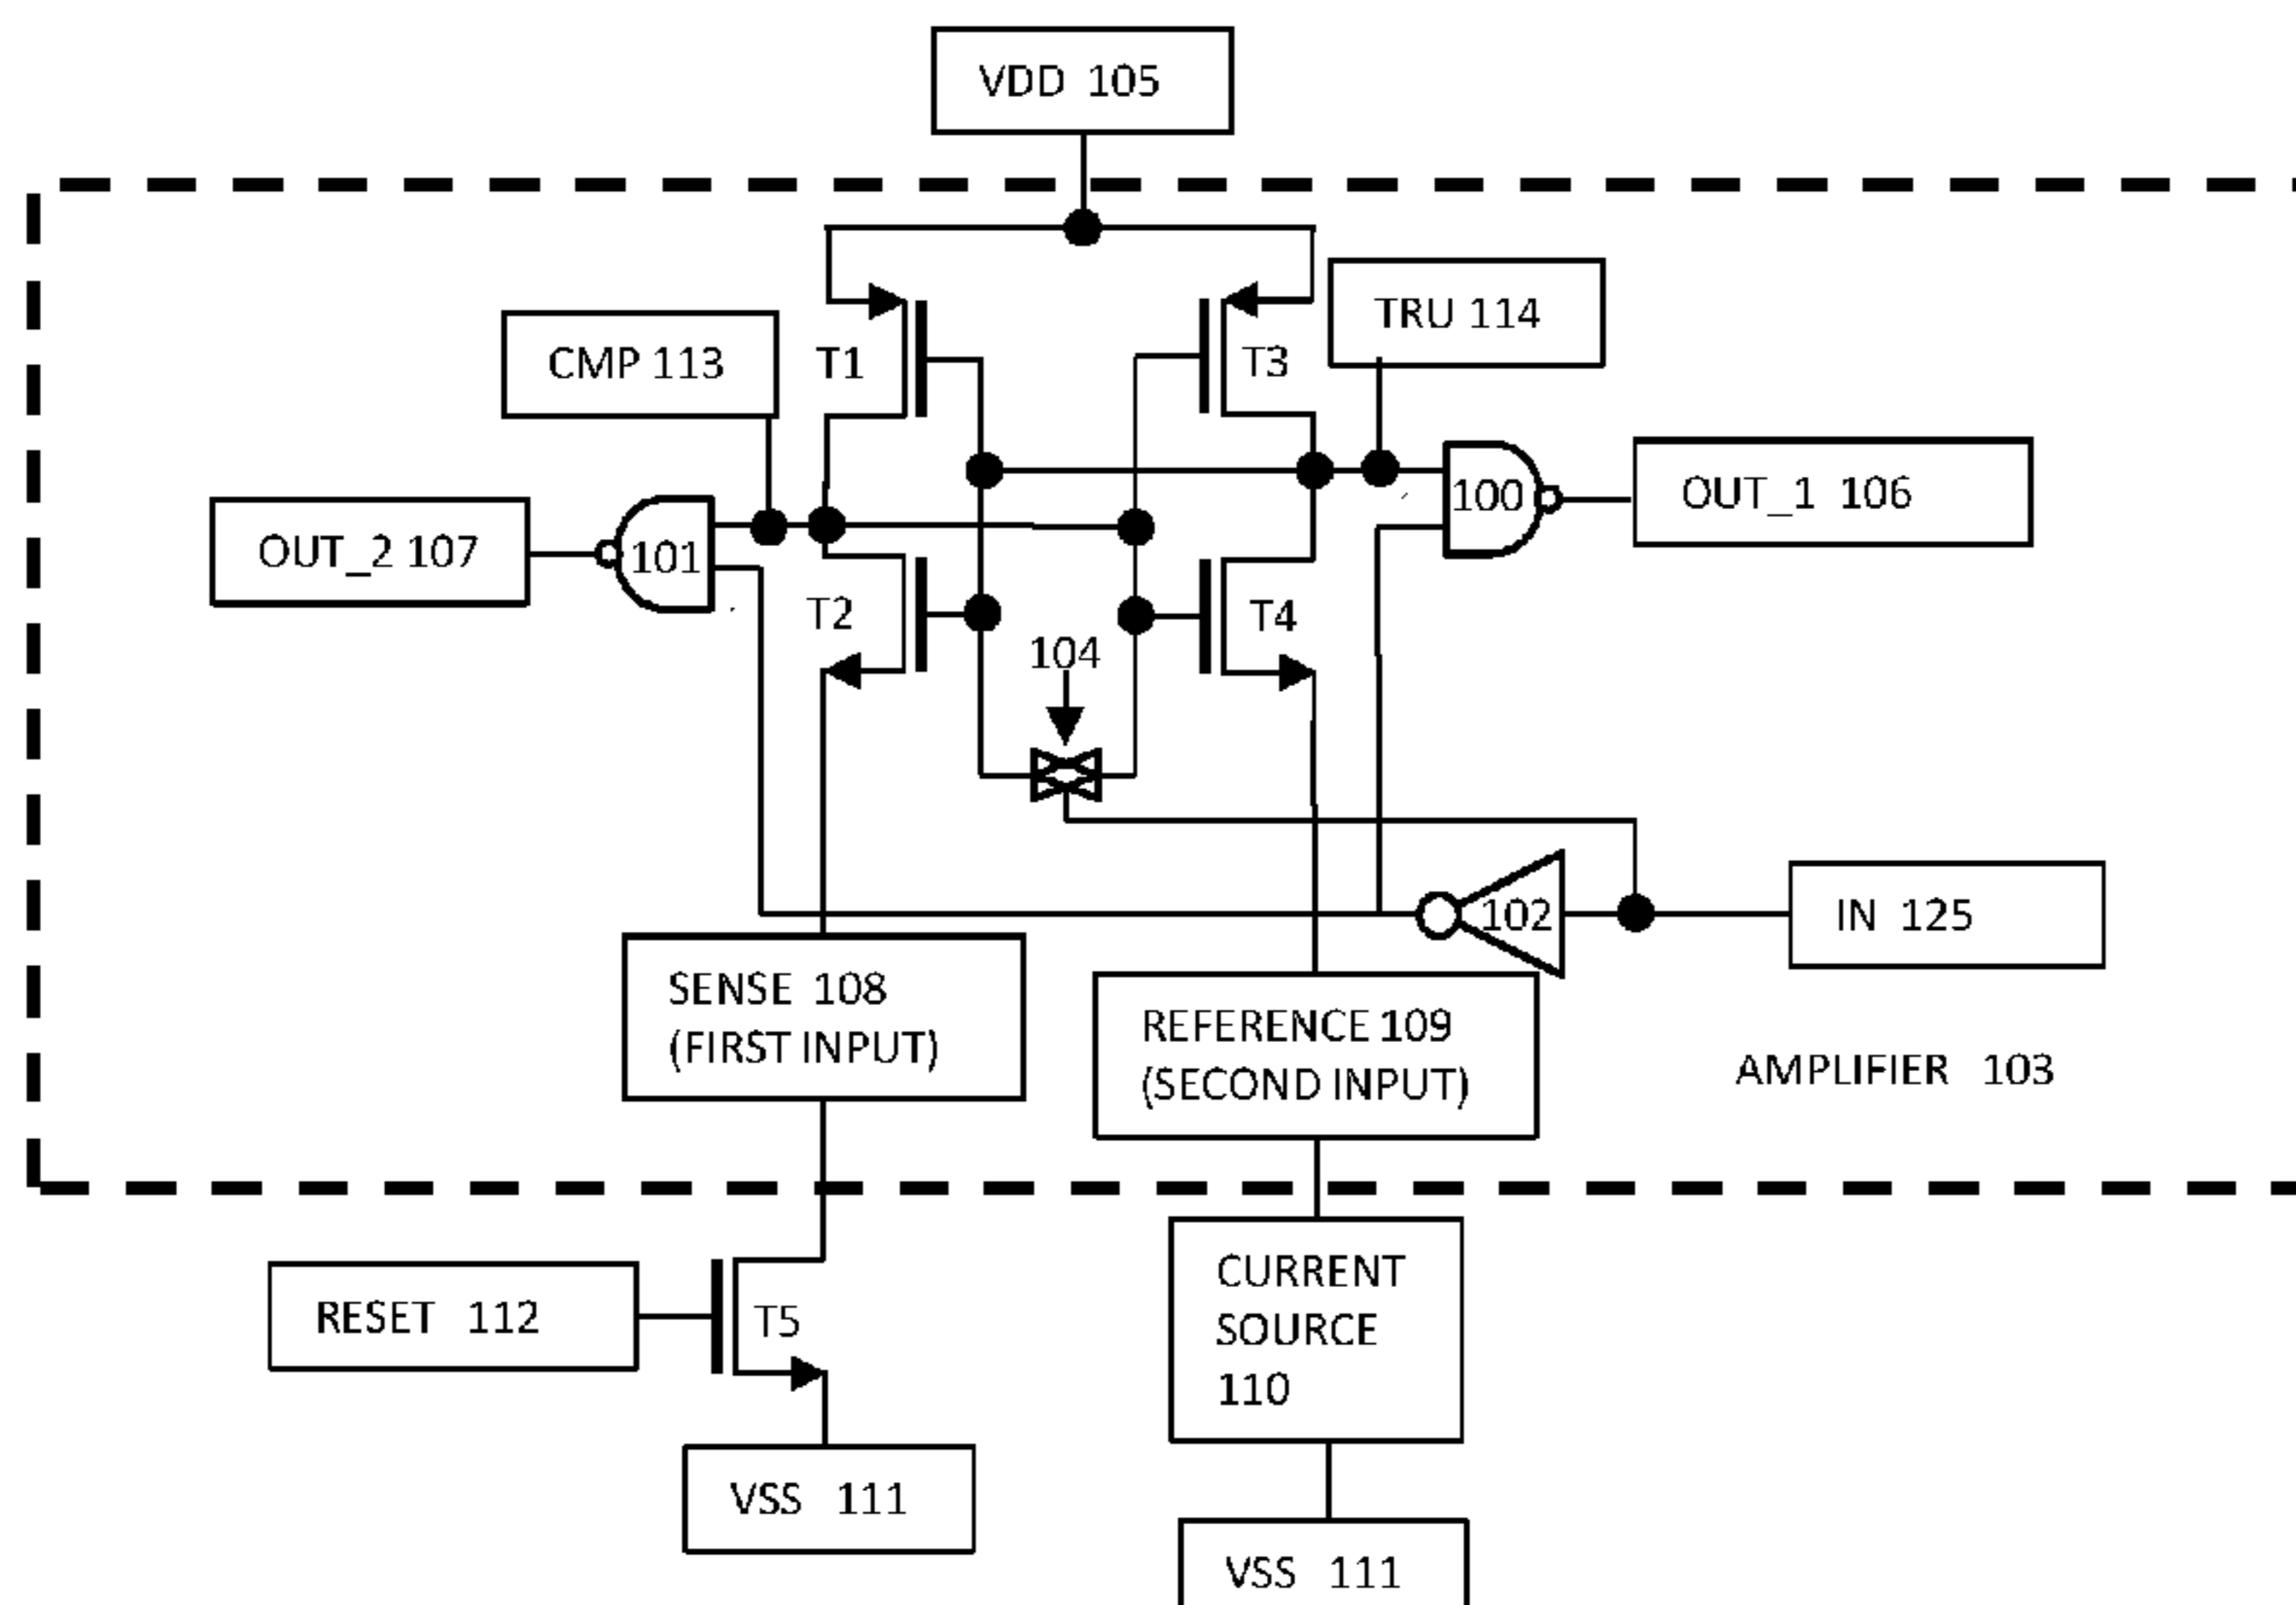 VDD 105
TRU 114
CMP 113
T1
T3
100
OUT_1 106
OUT_2 107
101
T2
T4
104
102
IN 125
SENSE 108
(FIRST INPUT)
REFERENCE 109
(SECOND INPUT)
AMPLIFIER 103
CURRENT
SOURCE
110
RESET 112
T5
VSS 111
VSS 111